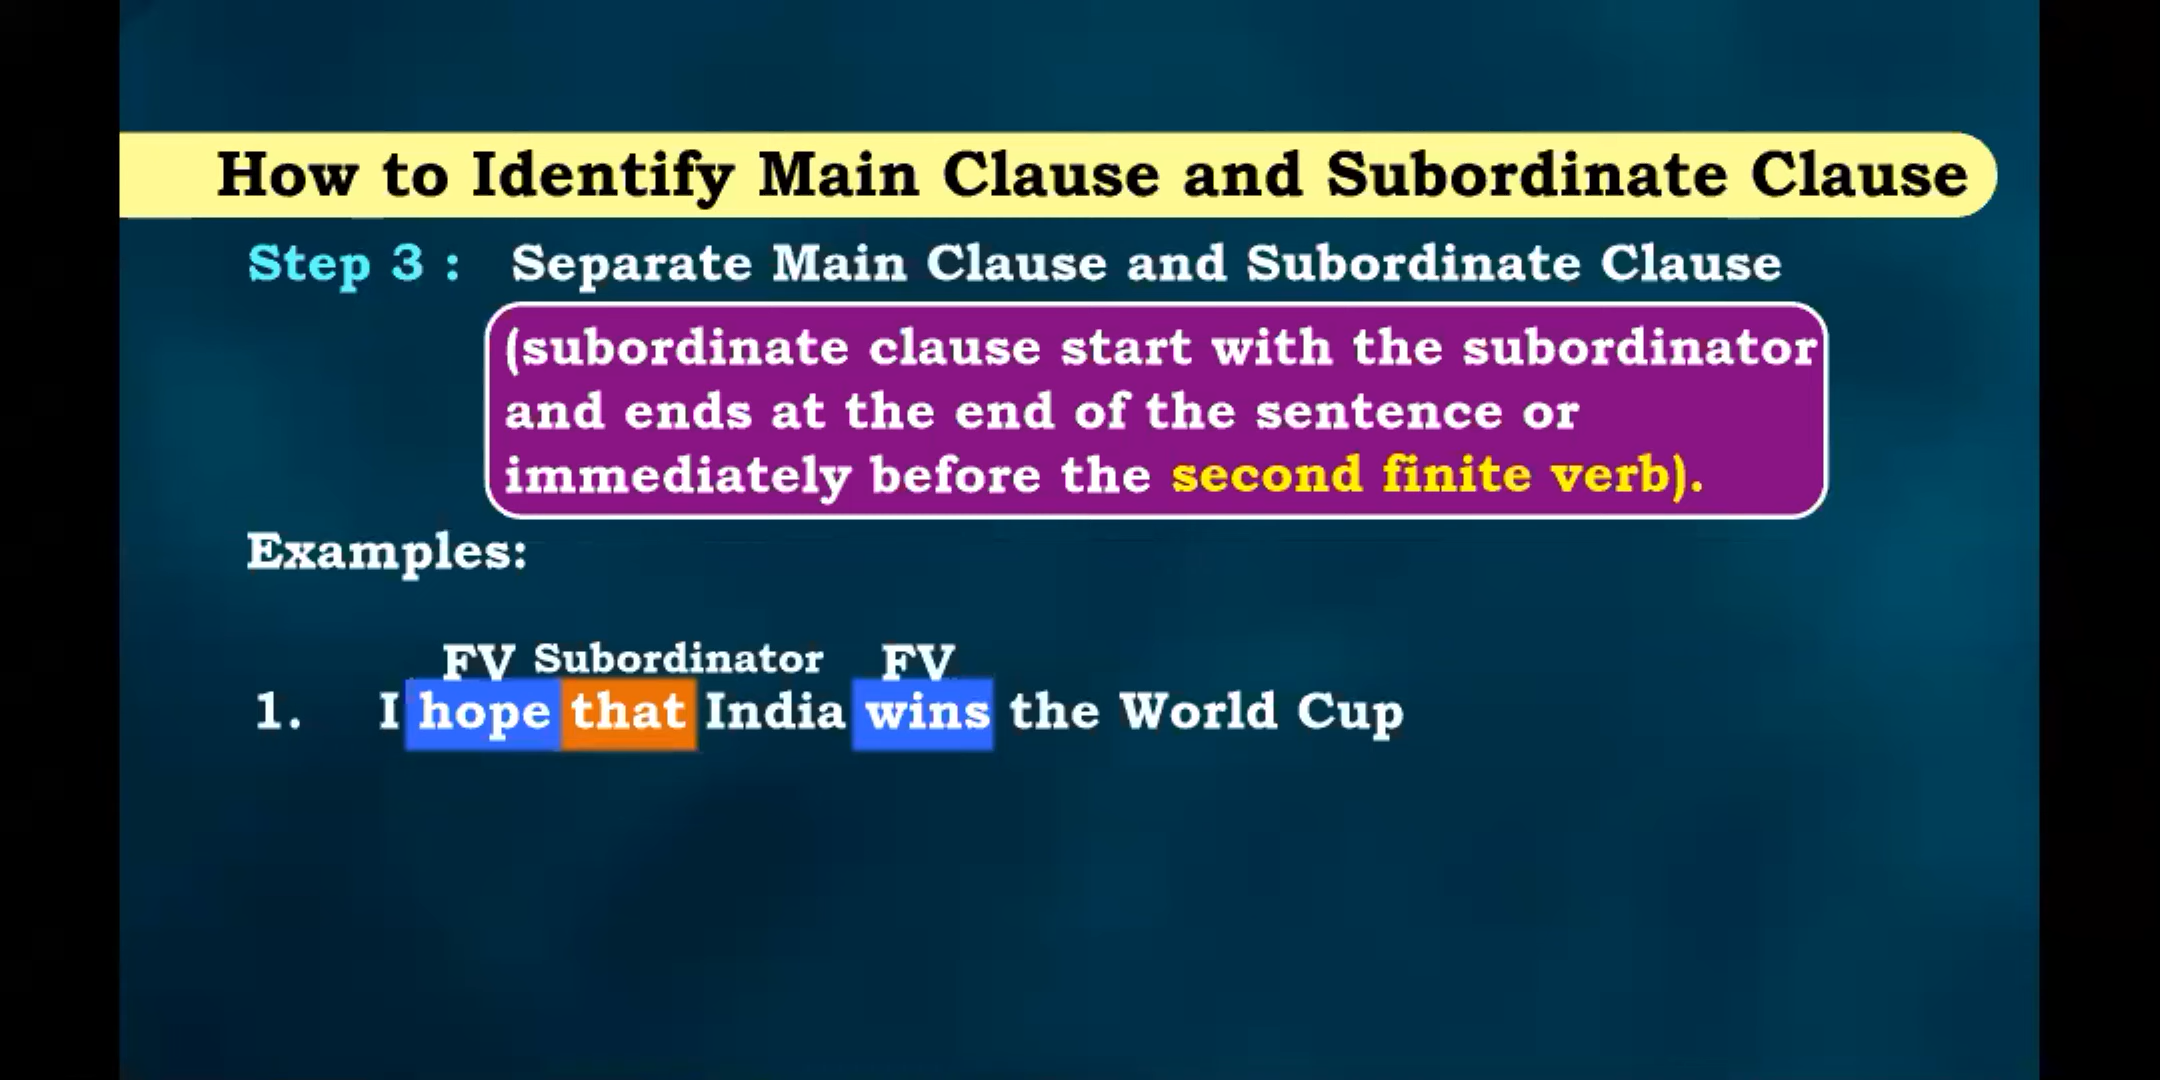 How to Identify Main Clause and Subordinate Clause
Step 3 : Separate Main Clause and Subordinate Clause
(subordinate clause start with the subordinator
and ends at the end of the sentence or
immediately before the second finite verb).
Examples:
FV Subordinator FV
1. I hope that India wins the World Cup